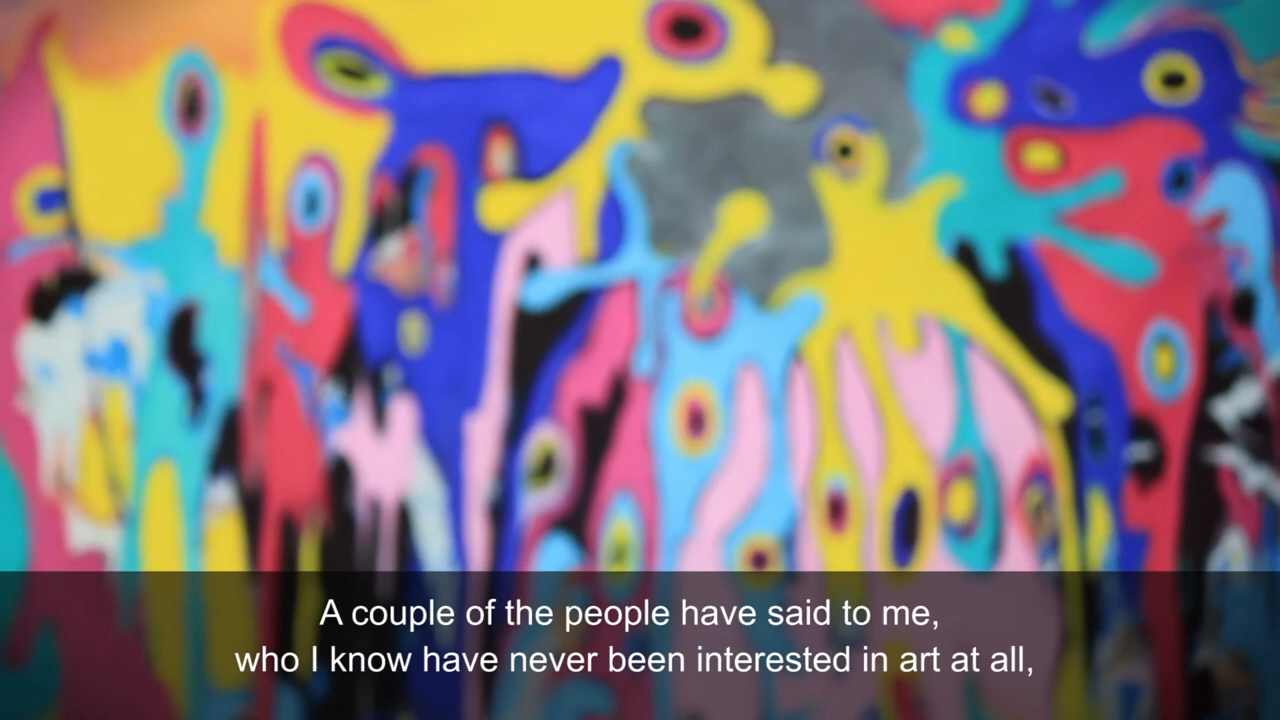 A couple of the people have said to me,
who I know have never been interested in art at all,